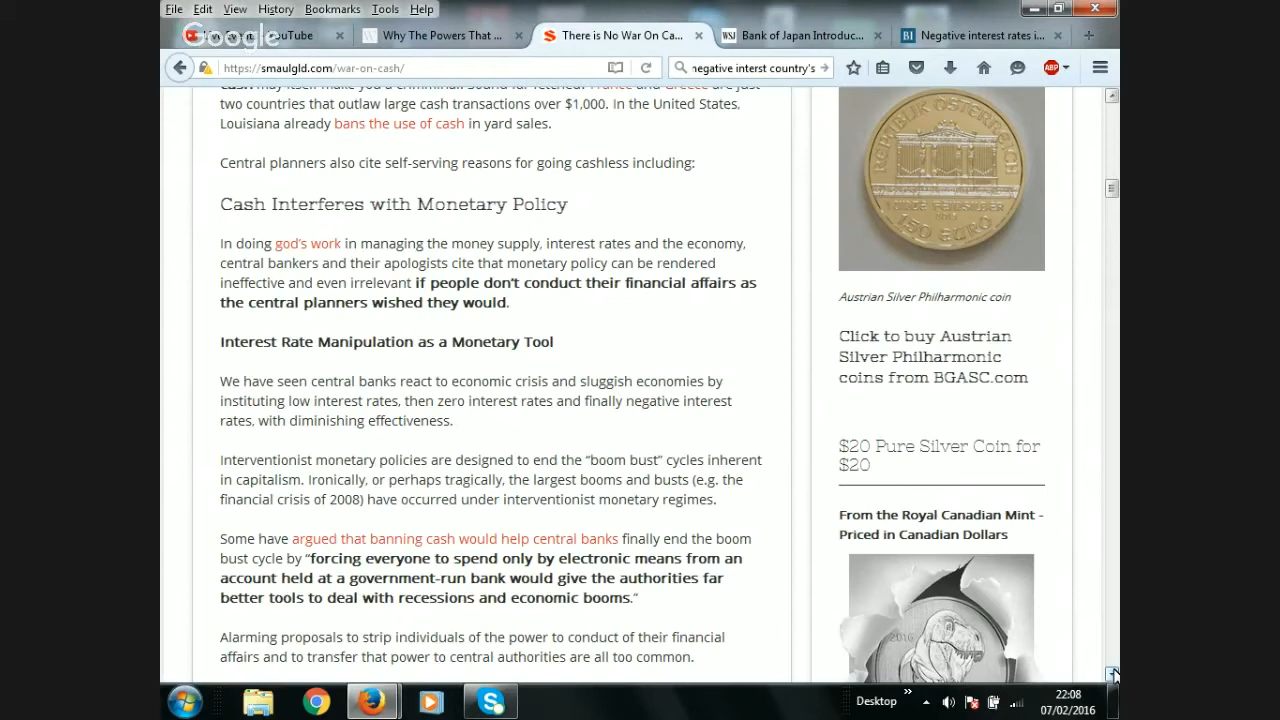 File Edit View History Bookmarks Tools Help
Google
YouTube
Why The Powers That ...
There is No War On Ca...
WSJ Bank of Japan Introduc...
BI Negative interest rates i...
https://smaulgld.com/war-on-cash/
negative interst country's
ABP
two countries that outlaw large cash transactions over $1,000. In the United States,
Louisiana already bans the use of cash in yard sales.
Central planners also cite self-serving reasons for going cashless including:
Cash Interferes with Monetary Policy
In doing god's work in managing the money supply, interest rates and the economy,
central bankers and their apologists cite that monetary policy can be rendered
ineffective and even irrelevant if people don't conduct their financial affairs as
the central planners wished they would.
Interest Rate Manipulation as a Monetary Tool
We have seen central banks react to economic crisis and sluggish economies by
instituting low interest rates, then zero interest rates and finally negative interest
rates, with diminishing effectiveness.
Interventionist monetary policies are designed to end the “boom bust” cycles inherent
in capitalism. Ironically, or perhaps tragically, the largest booms and busts (e.g. the
financial crisis of 2008) have occurred under interventionist monetary regimes.
Some have argued that banning cash would help central banks finally end the boom
bust cycle by “forcing everyone to spend only by electronic means from an
account held at a government-run bank would give the authorities far
better tools to deal with recessions and economic booms.”
Alarming proposals to strip individuals of the power to conduct of their financial
affairs and to transfer that power to central authorities are all too common.
REPUBLIK ÖSTERREICH
1.50 EURO
Austrian Silver Philharmonic coin
Click to buy Austrian
Silver Philharmonic
coins from BGASC.com
$20 Pure Silver Coin for
$20
From the Royal Canadian Mint -
Priced in Canadian Dollars
2016
Desktop
22:08
07/02/2016